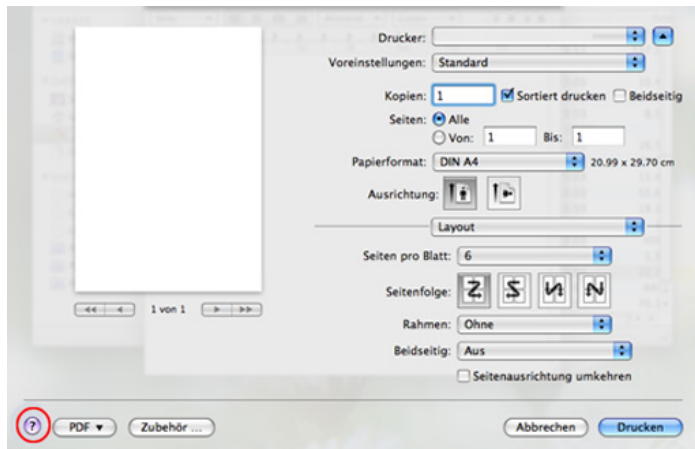 Drucker:
Voreinstellungen: Standard
Kopien: 1 Sortiert drucken Beidseitig
Seiten: Alle
Von: 1 Bis: 1
Papierformat: DIN A4 20.99 x 29.70 cm
Ausrichtung:
Layout
Seiten pro Blatt: 6
Seitenfolge:
1 von 1
Rahmen: Ohne
Beidseitig: Aus
Seitenausrichtung umkehren
? PDF Zubehör ... Abbrechen Drucken